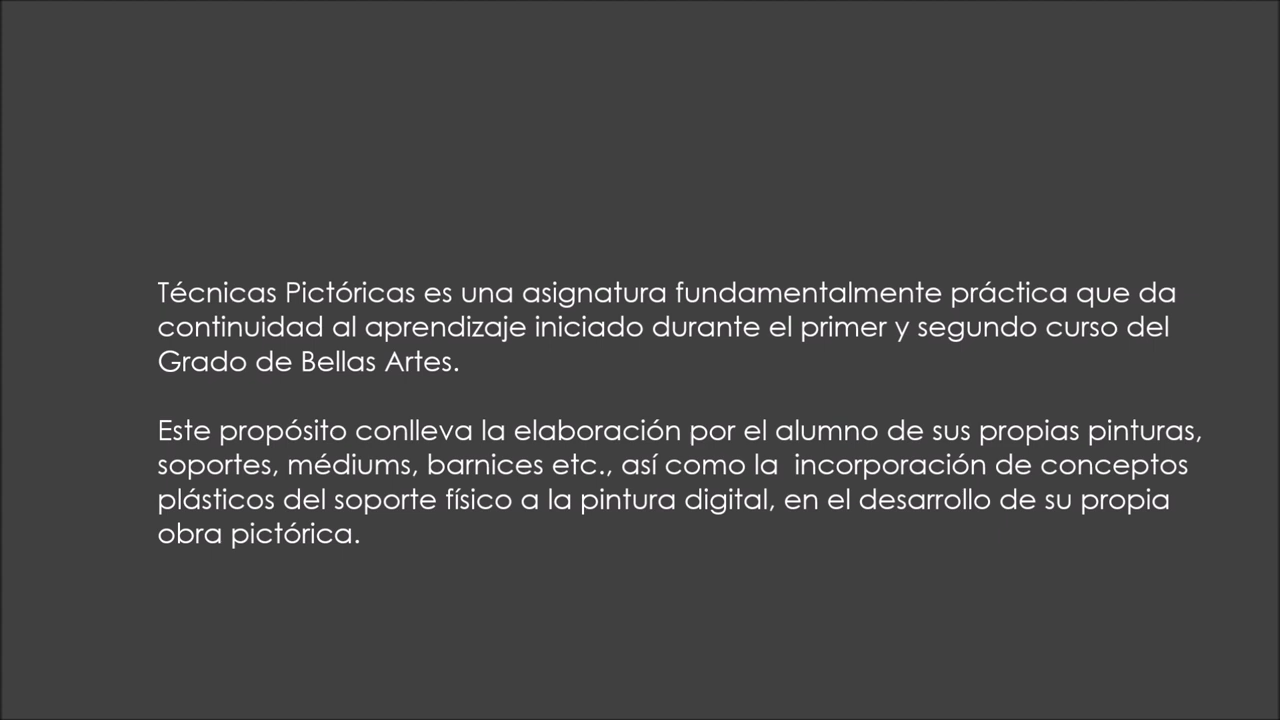 Técnicas Pictóricas es una asignatura fundamentalmente práctica que da
continuidad al aprendizaje iniciado durante el primer y segundo curso del
Grado de Bellas Artes.
Este propósito conlleva la elaboración por el alumno de sus propias pinturas,
soportes, médiums, barnices etc., así como la  incorporación de conceptos
plásticos del soporte físico a la pintura digital, en el desarrollo de su propia
obra pictórica.